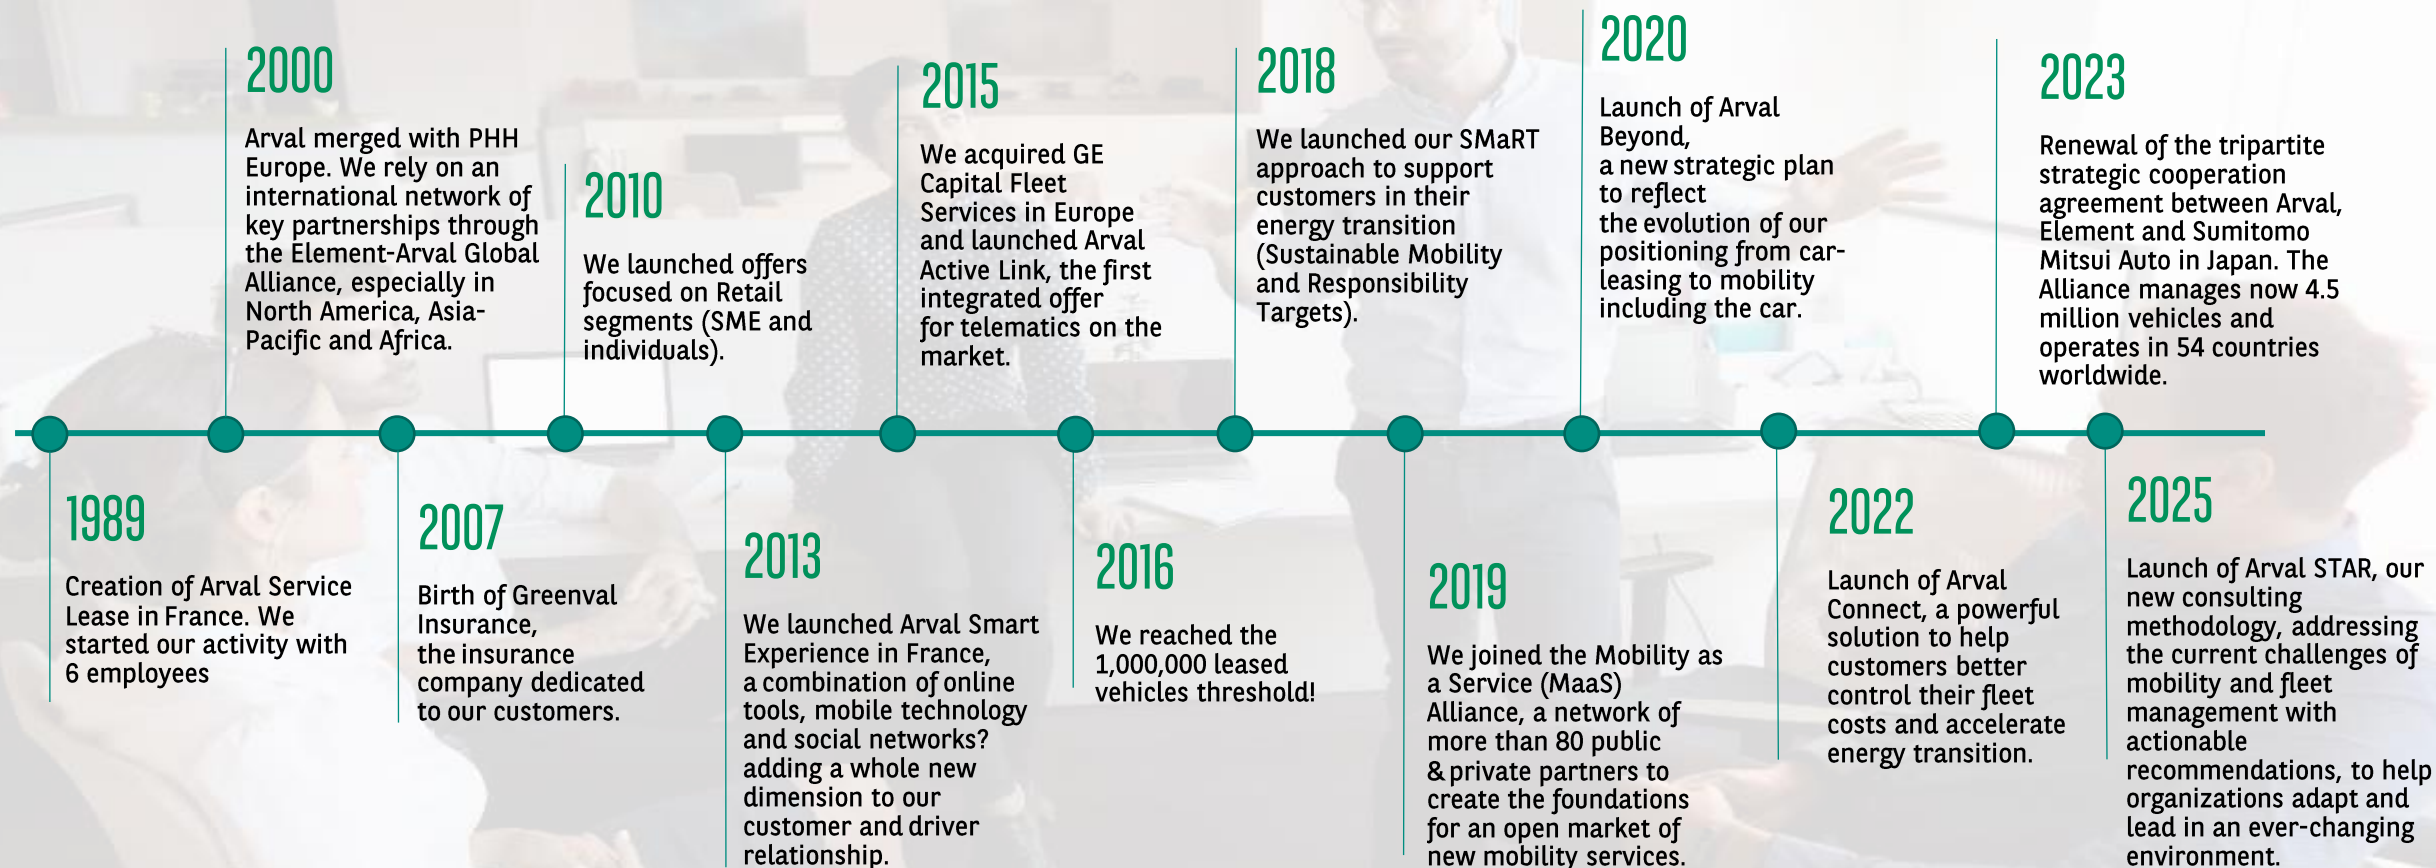 1989
Creation of Arval Service
Lease in France. We
started our activity with
6 employees
2000
Arval merged with PHH
Europe. We rely on an
international network of
key partnerships through
the Element-Arval Global
Alliance, especially in
North America, Asia-
Pacific and Africa.
2007
Birth of Greenval
Insurance,
the insurance
company dedicated
to our customers.
2010
We launched offers
focused on Retail
segments (SME and
individuals).
2013
We launched Arval Smart
Experience in France,
a combination of online
tools, mobile technology
and social networks?
adding a whole new
dimension to our
customer and driver
relationship.
2015
We acquired GE
Capital Fleet
Services in Europe
and launched Arval
Active Link, the first
integrated offer
for telematics on the
market.
2016
We reached the
1,000,000 leased
vehicles threshold!
2018
We launched our SMaRT
approach to support
customers in their
energy transition
(Sustainable Mobility
and Responsibility
Targets).
2019
We joined the Mobility as
a Service (MaaS)
Alliance, a network of
more than 80 public
& private partners to
create the foundations
for an open market of
new mobility services.
2020
Launch of Arval
Beyond,
a new strategic plan
to reflect
the evolution of our
positioning from car-
leasing to mobility
including the car.
2022
Launch of Arval
Connect, a powerful
solution to help
customers better
control their fleet
costs and accelerate
energy transition.
2023
Renewal of the tripartite
strategic cooperation
agreement between Arval,
Element and Sumitomo
Mitsui Auto in Japan. The
Alliance manages now 4.5
million vehicles and
operates in 54 countries
worldwide.
2025
Launch of Arval STAR, our
new consulting
methodology, addressing
the current challenges of
mobility and fleet
management with
actionable
recommendations, to help
organizations adapt and
lead in an ever-changing
environment.